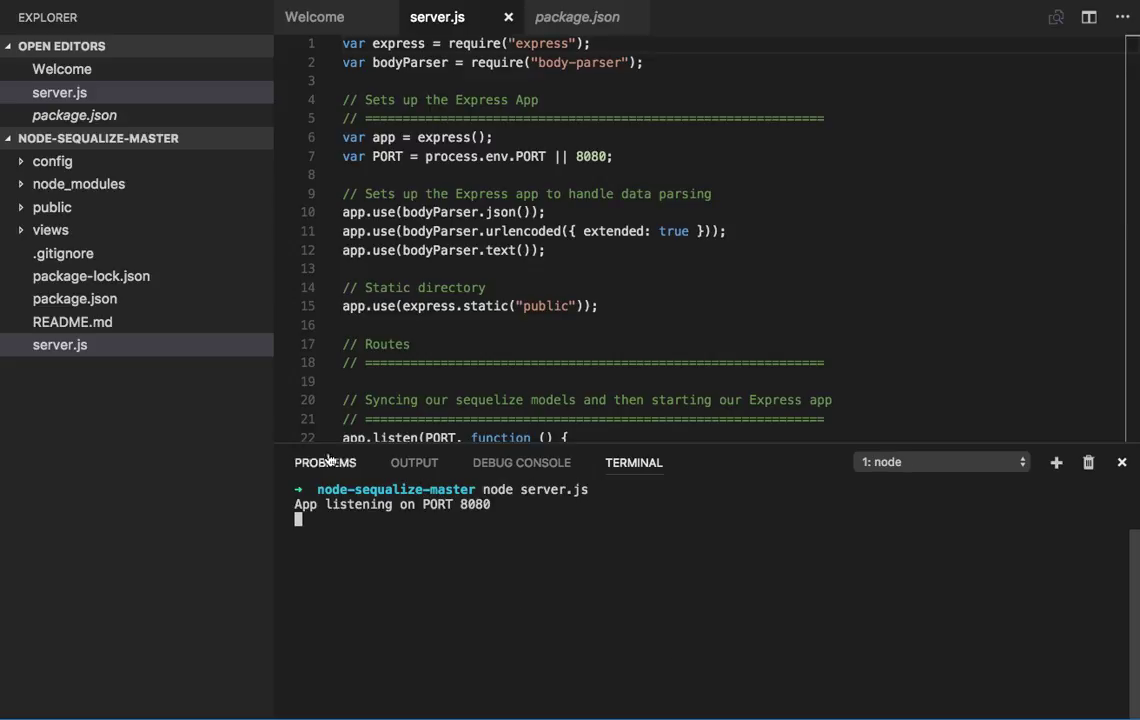 EXPLORER
Welcome
server.js
package.json
OPEN EDITORS
Welcome
server.js
package.json
NODE-SEQUALIZE-MASTER
config
node_modules
public
views
.gitignore
package-lock.json
package.json
README.md
server.js
1 var express = require("express");
2 var bodyParser = require("body-parser");
3
4 // Sets up the Express App
5 // =============================================================
6 var app = express();
7 var PORT = process.env.PORT || 8080;
8
9 // Sets up the Express app to handle data parsing
10 app.use(bodyParser.json());
11 app.use(bodyParser.urlencoded({ extended: true }));
12 app.use(bodyParser.text());
13
14 // Static directory
15 app.use(express.static("public"));
16
17 // Routes
18 // =============================================================
19
20 // Syncing our sequelize models and then starting our Express app
21 // =============================================================
22 app.listen(PORT, function () {
PROBLEMS
OUTPUT
DEBUG CONSOLE
TERMINAL
1: node
➜ node-sequalize-master node server.js
App listening on PORT 8080